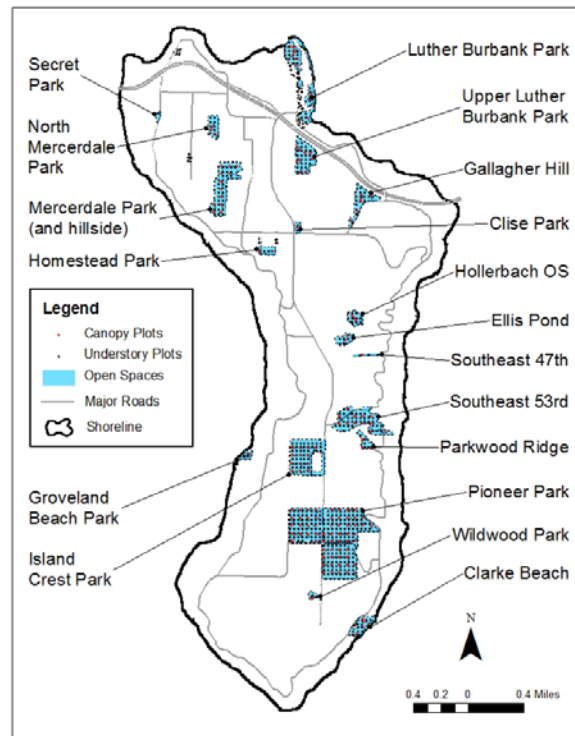 Secret
Park
North
Mercerdale
Park
Mercerdale Park
(and hillside)
Homestead Park
Legend
Canopy Plots
Understory Plots
Open Spaces
Major Roads
Shoreline
Groveland
Beach Park
Island
Crest Park
Luther Burbank Park
Upper Luther
Burbank Park
Gallagher Hill
Clise Park
Hollerbach OS
Ellis Pond
Southeast 47th
Southeast 53rd
Parkwood Ridge
Pioneer Park
Wildwood Park
Clarke Beach
N
0.4 0.2 0 0.4 Miles